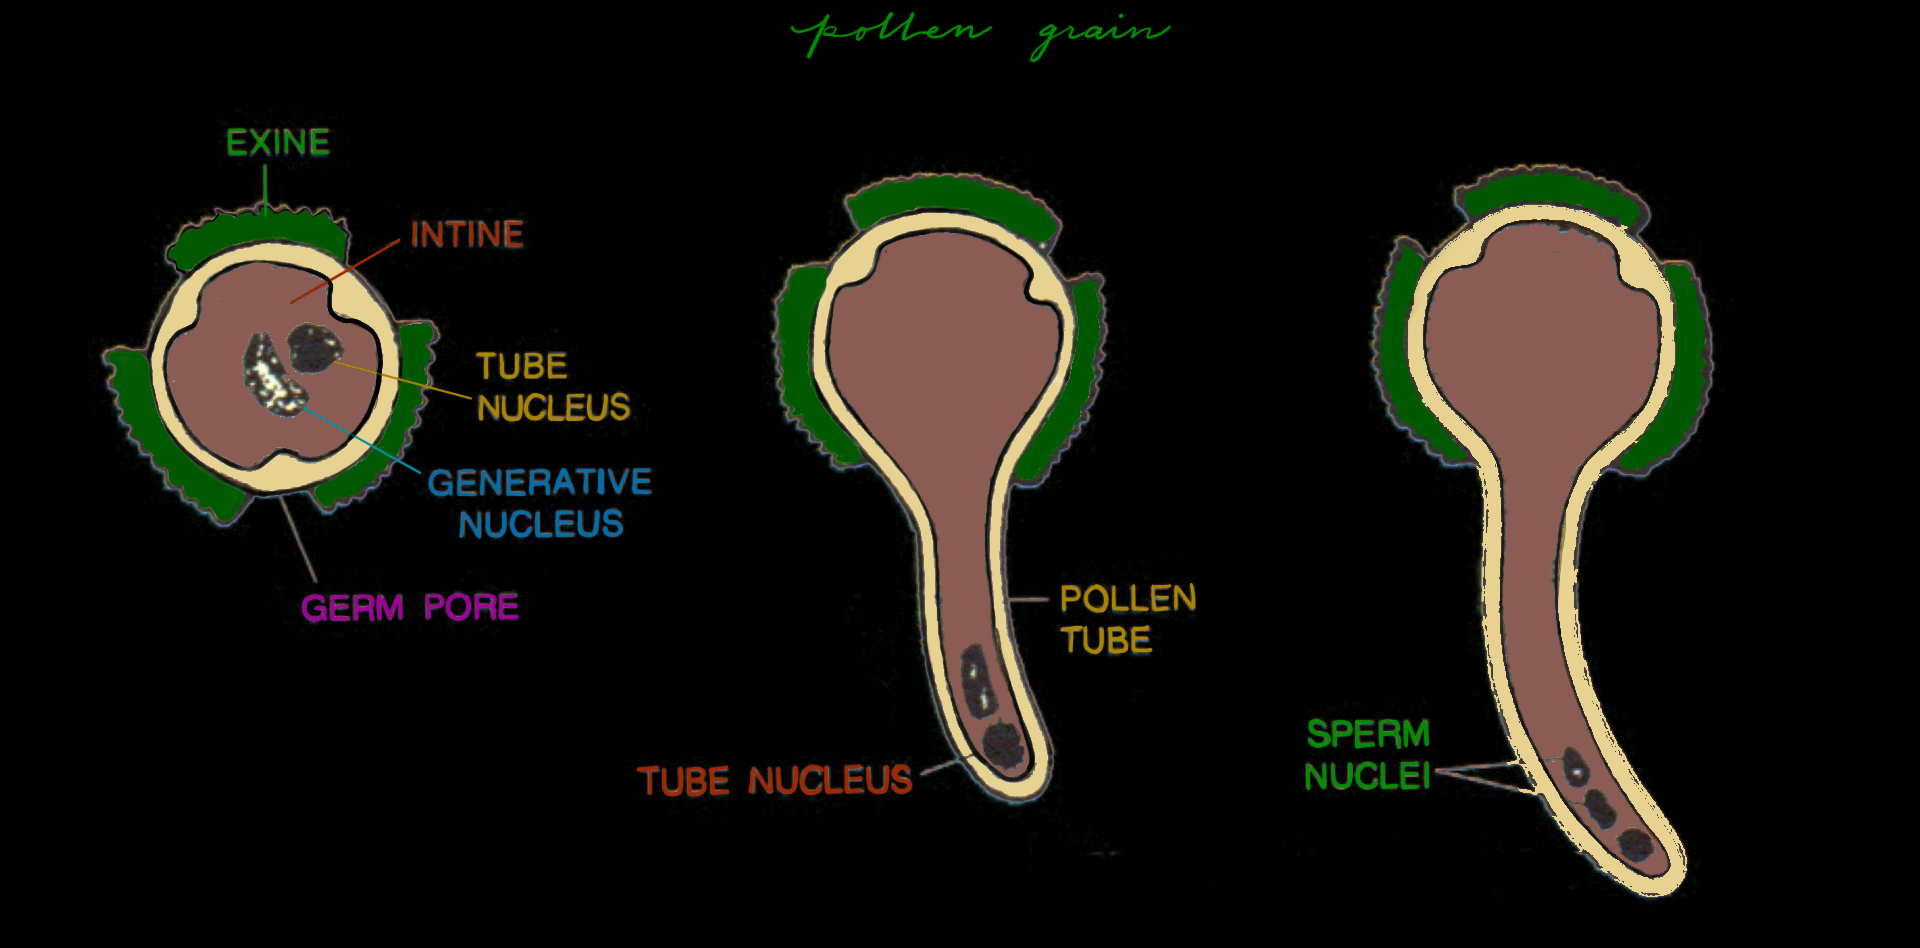 pollen grain
EXINE
INTINE
TUBE
NUCLEUS
GENERATIVE
NUCLEUS
GERM PORE
POLLEN
TUBE
TUBE NUCLEUS
SPERM
NUCLEI